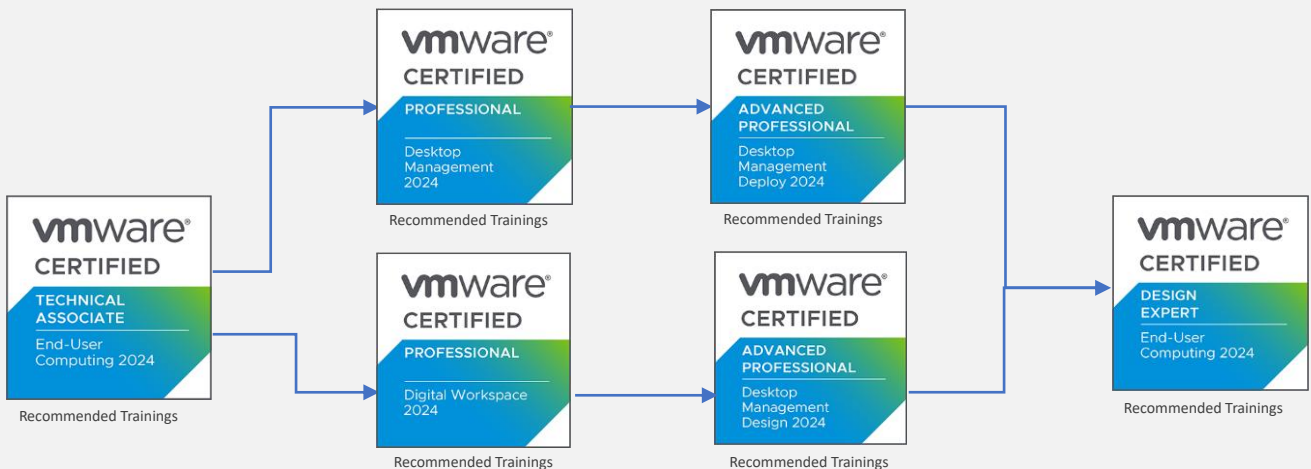 vmware®
CERTIFIED
PROFESSIONAL
Desktop
Management
2024
Recommended Trainings
vmware®
CERTIFIED
ADVANCED
PROFESSIONAL
Desktop
Management
Deploy 2024
Recommended Trainings
vmware®
CERTIFIED
TECHNICAL
ASSOCIATE
End-User
Computing 2024
Recommended Trainings
vmware®
CERTIFIED
PROFESSIONAL
Digital Workspace
2024
Recommended Trainings
vmware®
CERTIFIED
ADVANCED
PROFESSIONAL
Desktop
Management
Design 2024
Recommended Trainings
vmware®
CERTIFIED
DESIGN
EXPERT
End-User
Computing 2024
Recommended Trainings